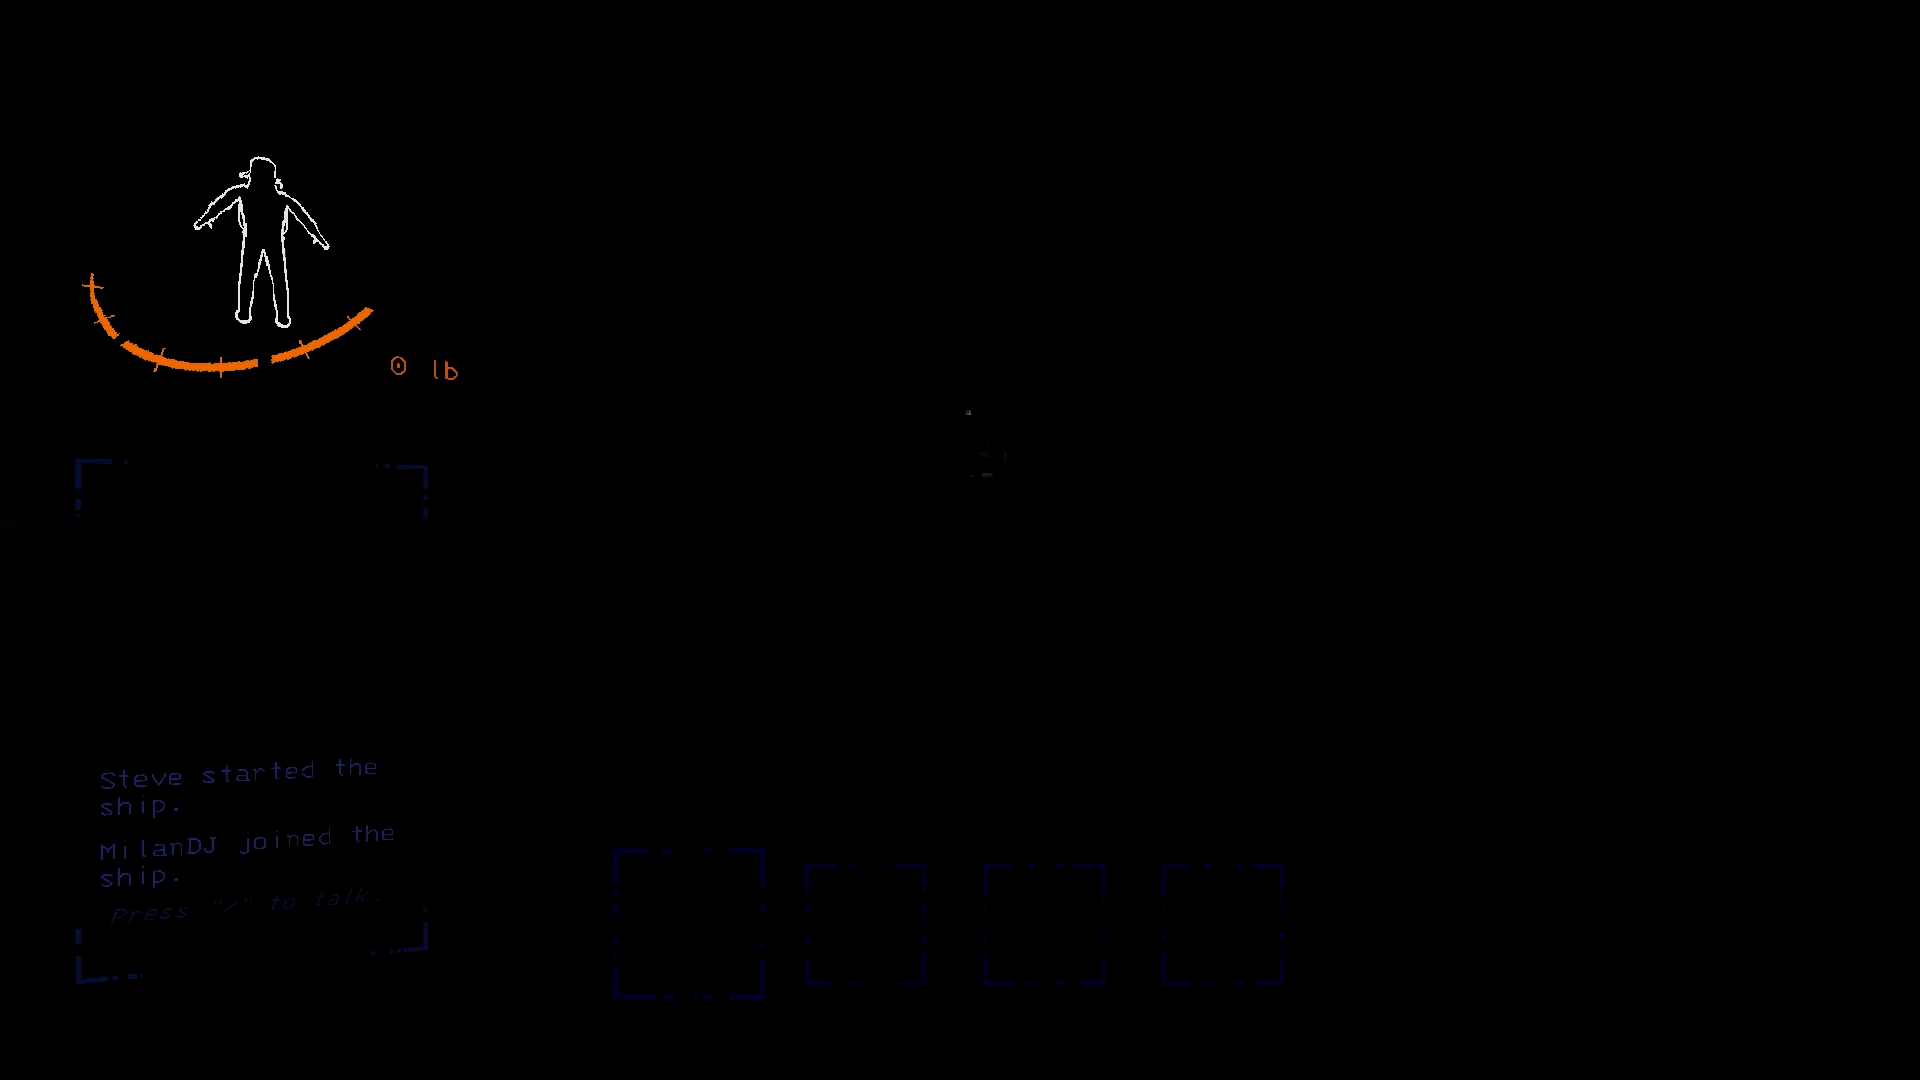 0 lb
Steve started the
ship.
MilanDJ joined the
ship.
Press "/" to talk.